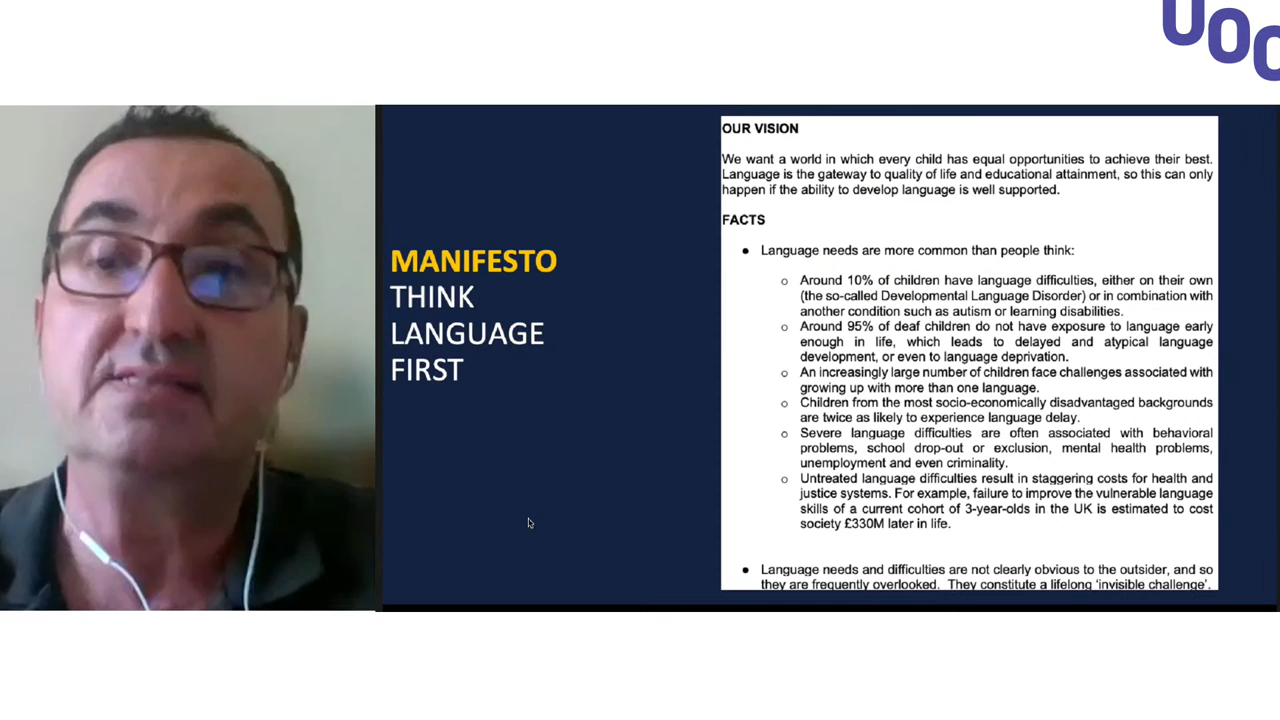 UOC
MANIFESTO
THINK
LANGUAGE
FIRST
OUR VISION
We want a world in which every child has equal opportunities to achieve their best.
Language is the gateway to quality of life and educational attainment, so this can only
happen if the ability to develop language is well supported.
FACTS
● Language needs are more common than people think:
○ Around 10% of children have language difficulties, either on their own
(the so-called Developmental Language Disorder) or in combination with
another condition such as autism or learning disabilities.
○ Around 95% of deaf children do not have exposure to language early
enough in life, which leads to delayed and atypical language
development, or even to language deprivation.
○ An increasingly large number of children face challenges associated with
growing up with more than one language.
○ Children from the most socio-economically disadvantaged backgrounds
are twice as likely to experience language delay.
○ Severe language difficulties are often associated with behavioral
problems, school drop-out or exclusion, mental health problems,
unemployment and even criminality.
○ Untreated language difficulties result in staggering costs for health and
justice systems. For example, failure to improve the vulnerable language
skills of a current cohort of 3-year-olds in the UK is estimated to cost
society £330M later in life.
● Language needs and difficulties are not clearly obvious to the outsider, and so
they are frequently overlooked. They constitute a lifelong ‘invisible challenge’.